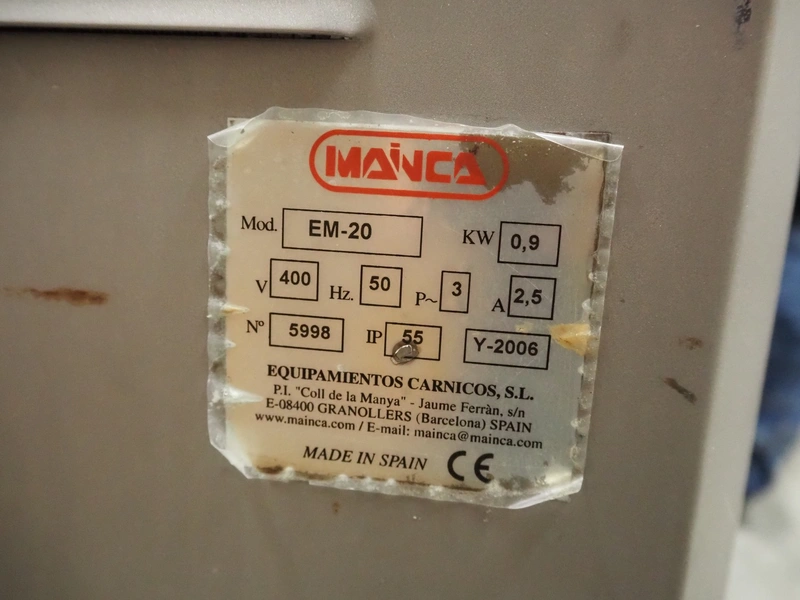 MAINCA
Mod. EM-20 KW 0,9
V 400 Hz. 50 P~ 3 A 2,5
Nº 5998 IP 55 Y-2006
EQUIPAMIENTOS CARNICOS, S.L.
P.I. "Coll de la Manya" - Jaume Ferràn, s/n
E-08400 GRANOLLERS (Barcelona) SPAIN
www.mainca.com / E-mail: mainca@mainca.com
MADE IN SPAIN CE